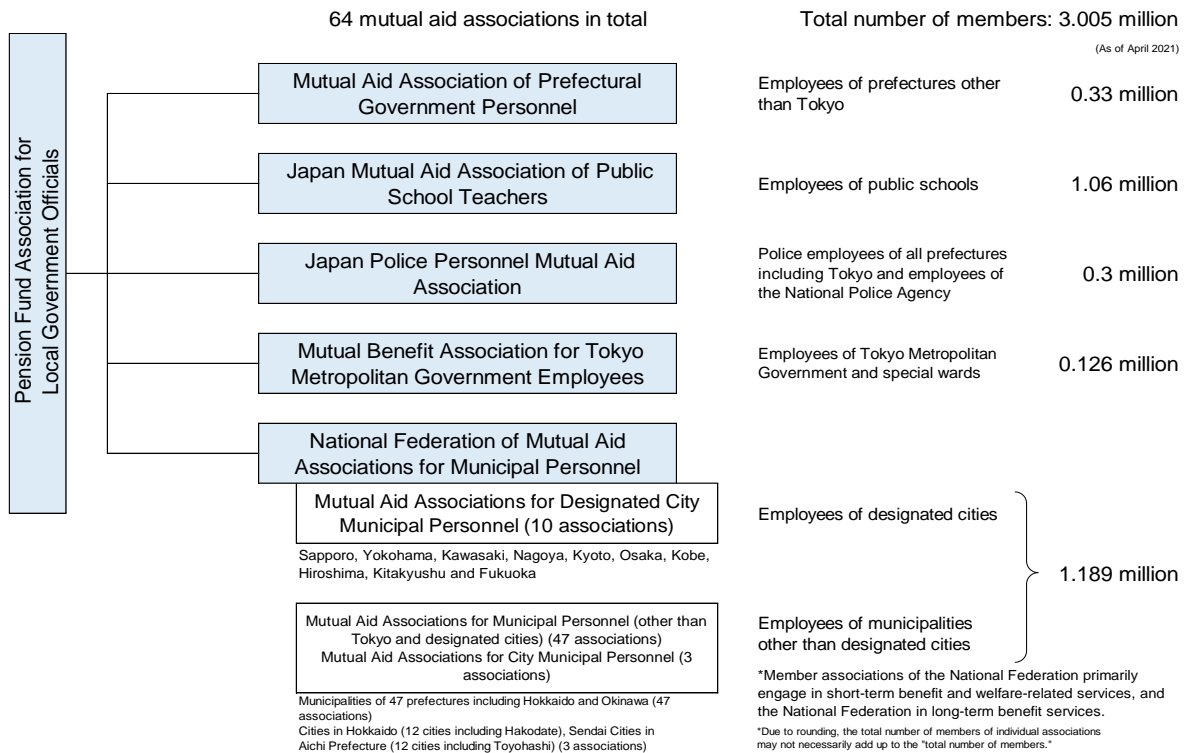 64 mutual aid associations in total
Total number of members: 3.005 million
(As of April 2021)
Pension Fund Association for
Local Government Officials
Mutual Aid Association of Prefectural
Government Personnel
Employees of prefectures other
than Tokyo
0.33 million
Japan Mutual Aid Association of Public
School Teachers
Employees of public schools
1.06 million
Japan Police Personnel Mutual Aid
Association
Police employees of all prefectures
including Tokyo and employees of
the National Police Agency
0.3 million
Mutual Benefit Association for Tokyo
Metropolitan Government Employees
Employees of Tokyo Metropolitan
Government and special wards
0.126 million
National Federation of Mutual Aid
Associations for Municipal Personnel
Mutual Aid Associations for Designated City
Municipal Personnel (10 associations)
Employees of designated cities
Sapporo, Yokohama, Kawasaki, Nagoya, Kyoto, Osaka, Kobe,
Hiroshima, Kitakyushu and Fukuoka
1.189 million
Mutual Aid Associations for Municipal Personnel (other than
Tokyo and designated cities) (47 associations)
Mutual Aid Associations for City Municipal Personnel (3
associations)
Employees of municipalities
other than designated cities
Municipalities of 47 prefectures including Hokkaido and Okinawa (47
associations)
Cities in Hokkaido (12 cities including Hakodate), Sendai Cities in
Aichi Prefecture (12 cities including Toyohashi) (3 associations)
*Member associations of the National Federation primarily
engage in short-term benefit and welfare-related services, and
the National Federation in long-term benefit services.
*Due to rounding, the total number of members of individual associations
may not necessarily add up to the "total number of members."